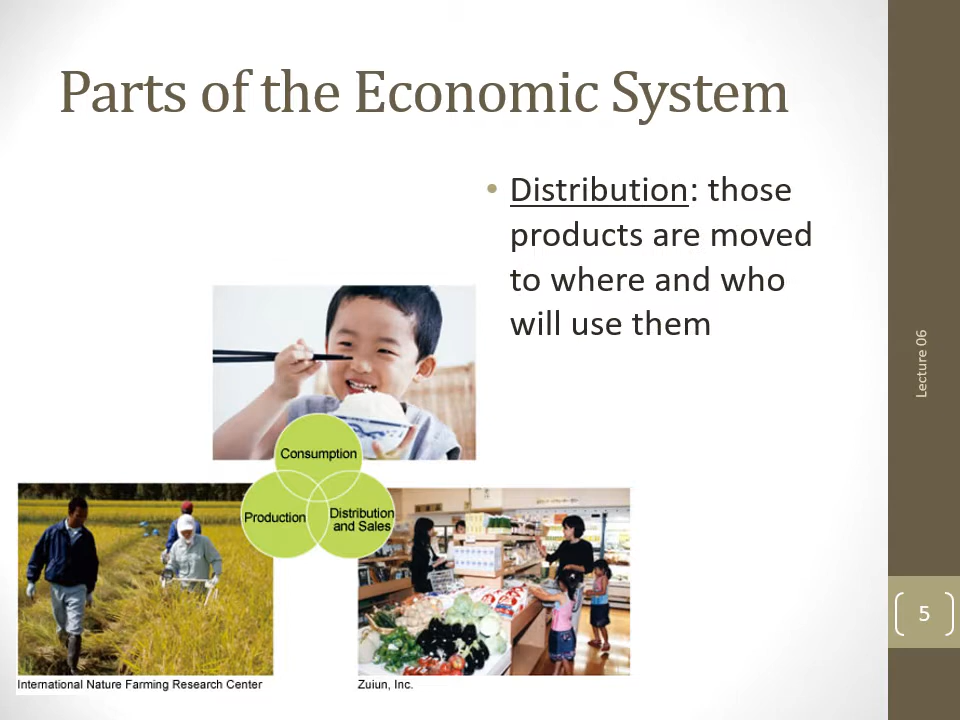 Parts of the Economic System
• Distribution: those
products are moved
to where and who
will use them
Consumption
Production
Distribution
and Sales
International Nature Farming Research Center
Zuiun, Inc.
Lecture 06
5